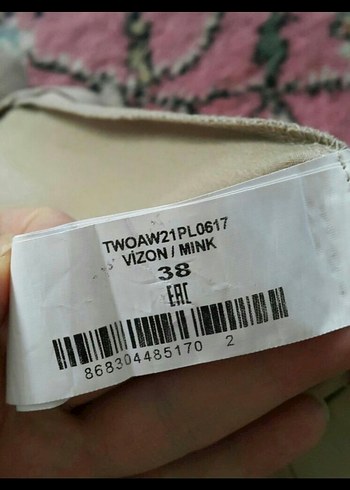 TWOAW21PL0617
VİZON / MINK
38
EAC
868304485170 2